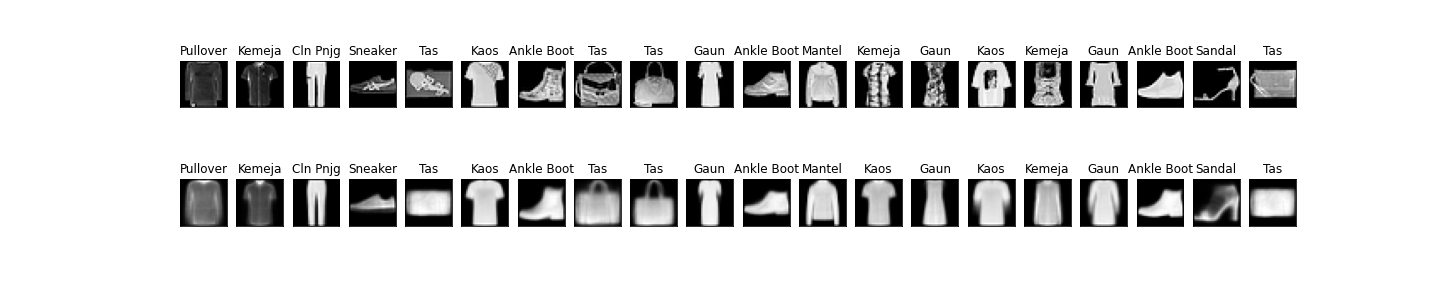 Pullover Kemeja Cln Pnjg Sneaker Tas Kaos Ankle Boot Tas Tas Gaun Ankle Boot Mantel Kemeja Gaun Kaos Kemeja Gaun Ankle Boot Sandal Tas
Pullover Kemeja Cln Pnjg Sneaker Tas Kaos Ankle Boot Tas Tas Gaun Ankle Boot Mantel Kaos Gaun Kaos Kemeja Gaun Ankle Boot Sandal Tas